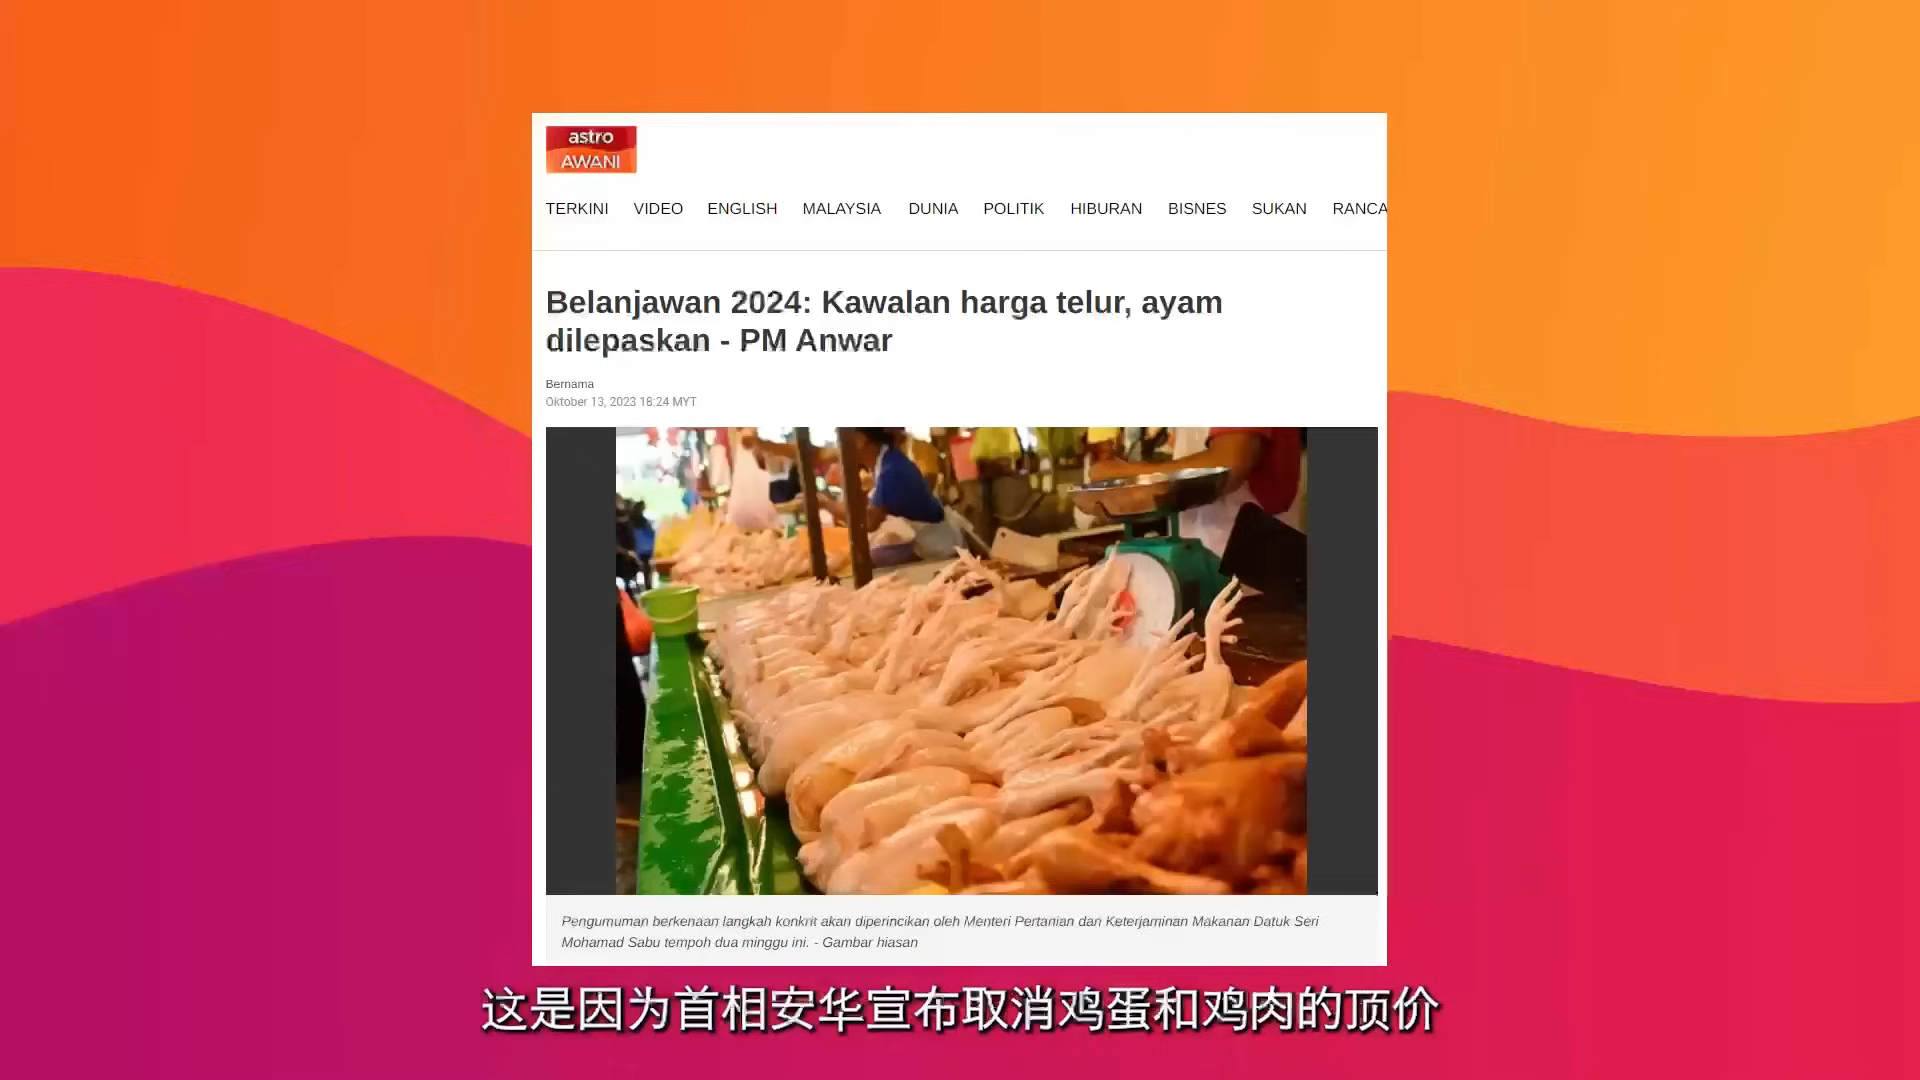 astro
AWANI
TERKINI VIDEO ENGLISH MALAYSIA DUNIA POLITIK HIBURAN BISNES SUKAN RANCA
Belanjawan 2024: Kawalan harga telur, ayam
dilepaskan - PM Anwar
Bernama
Oktober 13, 2023 18:24 MYT
Pengumuman berkenaan langkah konkrit akan diperincikan oleh Menteri Pertanian dan Keterjaminan Makanan Datuk Seri
Mohamad Sabu tempoh dua minggu ini. - Gambar hiasan
这是因为首相安华宣布取消鸡蛋和鸡肉的顶价